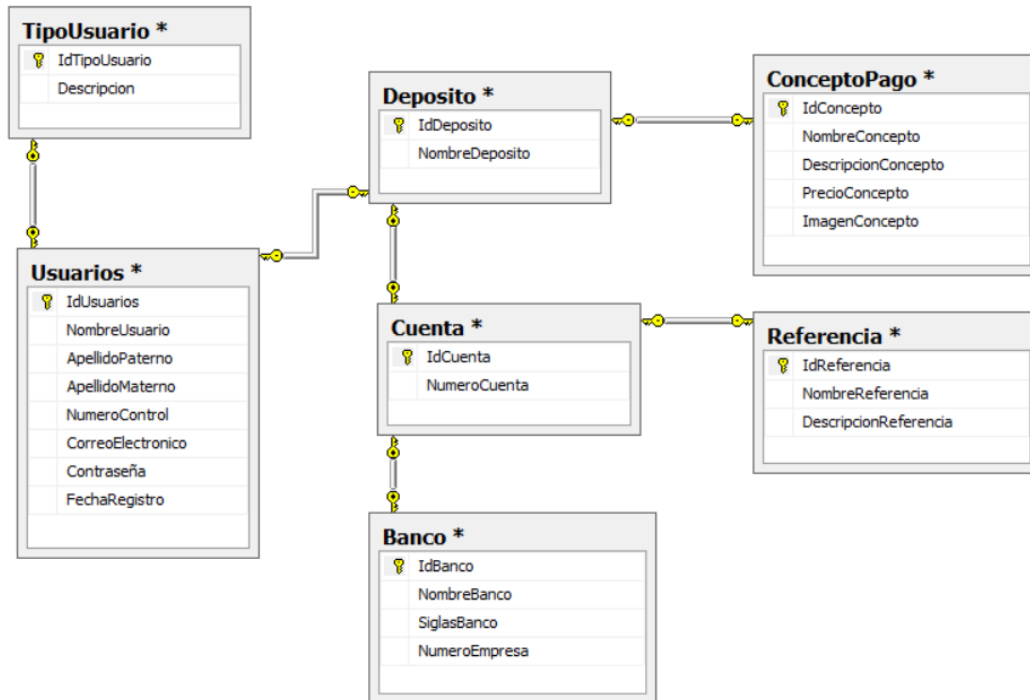 TipoUsuario *
IdTipoUsuario
Descripcion
Usuarios *
IdUsuarios
NombreUsuario
ApellidoPaterno
ApellidoMaterno
NumeroControl
CorreoElectronico
Contraseña
FechaRegistro
Deposito *
IdDeposito
NombreDeposito
Cuenta *
IdCuenta
NumeroCuenta
Banco *
IdBanco
NombreBanco
SiglasBanco
NumeroEmpresa
ConceptoPago *
IdConcepto
NombreConcepto
DescripcionConcepto
PrecioConcepto
ImagenConcepto
Referencia *
IdReferencia
NombreReferencia
DescripcionReferencia